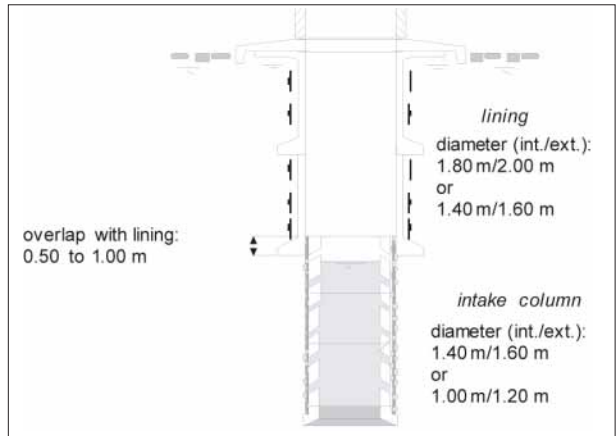 lining
diameter (int./ext.):
1.80 m/2.00 m
or
1.40 m/1.60 m
overlap with lining:
0.50 to 1.00 m
intake column
diameter (int./ext.):
1.40 m/1.60 m
or
1.00 m/1.20 m